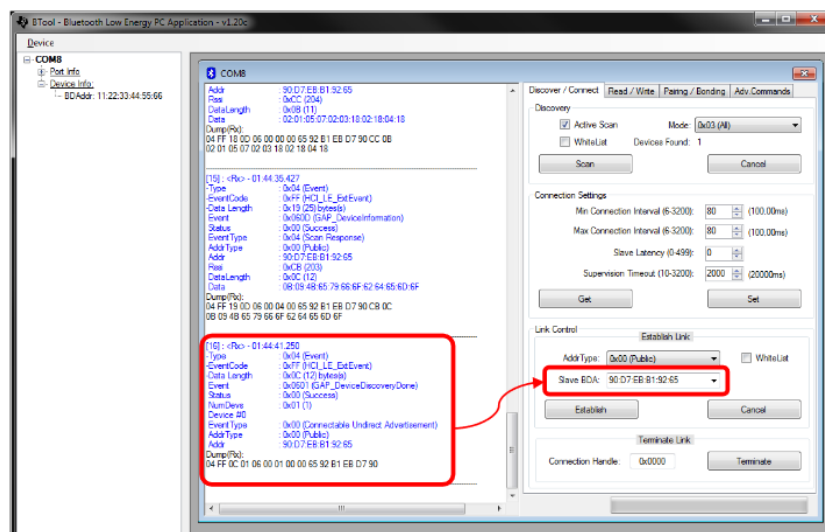 BTool - Bluetooth Low Energy PC Application - v1.20c
Device
COM8
Port Info
Device Info:
BDAddr: 11:22:33:44:55:66
COM8
Addr : 90:D7:EB:B1:92:65
Rssi : 0xCC (204)
DataLength : 0x0B (11)
Data : 02:01:05:07:02:03:18:02:18:04:18
Dump(Rx):
04 FF 18 0D 06 00 00 00 65 92 B1 EB D7 90 CC 0B
02 01 05 07 02 03 18 02 18 04 18
[15] : <Rx> - 01:44:35.427
-Type : 0x04 (Event)
-EventCode : 0xFF (HCI_LE_ExtEvent)
-Data Length : 0x19 (25) bytes(s)
Event : 0x060D (GAP_DeviceInformation)
Status : 0x00 (Success)
EventType : 0x04 (Scan Response)
AddrType : 0x00 (Public)
Addr : 90:D7:EB:B1:92:65
Rssi : 0xCB (203)
DataLength : 0x0C (12)
Data : 0B:09:4B:65:79:66:6F:62:64:65:6D:6F
Dump(Rx):
04 FF 19 0D 06 00 04 00 65 92 B1 EB D7 90 CB 0C
0B 09 4B 65 79 66 6F 62 64 65 6D 6F
[16] : <Rx> - 01:44:41.250
-Type : 0x04 (Event)
-EventCode : 0xFF (HCI_LE_ExtEvent)
-Data Length : 0x0C (12) bytes(s)
Event : 0x0601 (GAP_DeviceDiscoveryDone)
Status : 0x00 (Success)
NumDevs : 0x01 (1)
Device #0
EventType : 0x00 (Connectable Undirect Advertisement)
AddrType : 0x00 (Public)
Addr : 90:D7:EB:B1:92:65
Dump(Rx):
04 FF 0C 01 06 00 01 00 00 65 92 B1 EB D7 90
Discover / Connect Read / Write Pairing / Bonding Adv.Commands
Discovery
Active Scan Mode: 0x03 (All)
WhiteList Devices Found: 1
Scan Cancel
Connection Settings
Min Connection Interval (6-3200): 80 (100.00ms)
Max Connection Interval (6-3200): 80 (100.00ms)
Slave Latency (0-499): 0
Supervision Timeout (10-3200): 2000 (20000ms)
Get Set
Link Control
Establish Link
AddrType: 0x00 (Public) WhiteList
Slave BDA: 90:D7:EB:B1:92:65
Establish Cancel
Terminate Link
Connection Handle: 0x0000 Terminate